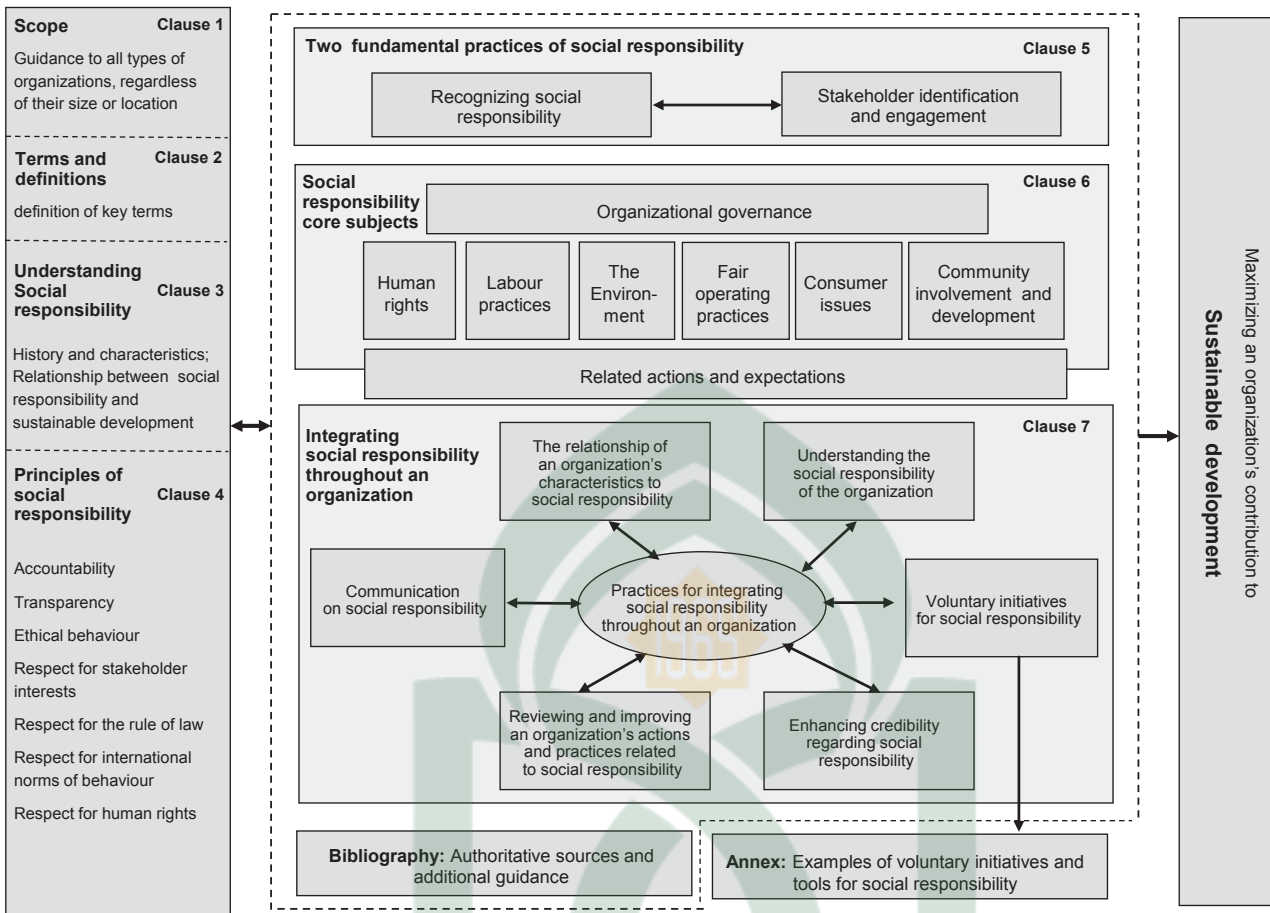 Scope Clause 1
Guidance to all types of
organizations, regardless
of their size or location
Terms and Clause 2
definitions
definition of key terms
Understanding
Social Clause 3
responsibility
History and characteristics;
Relationship between social
responsibility and
sustainable development
Principles of
social Clause 4
responsibility
Accountability
Transparency
Ethical behaviour
Respect for stakeholder
interests
Respect for the rule of law
Respect for international
norms of behaviour
Respect for human rights
Two fundamental practices of social responsibility Clause 5
Recognizing social
responsibility
Stakeholder identification
and engagement
Social
responsibility
core subjects
Clause 6
Organizational governance
Human
rights
Labour
practices
The
Environ-
ment
Fair
operating
practices
Consumer
issues
Community
involvement and
development
Related actions and expectations
Integrating
social responsibility
throughout an
organization
Clause 7
The relationship of
an organization's
characteristics to
social responsibility
Understanding the
social responsibility
of the organization
Communication
on social responsibility
Practices for integrating
social responsibility
throughout an organization
Voluntary initiatives
for social responsibility
Reviewing and improving
an organization's actions
and practices related
to social responsibility
Enhancing credibility
regarding social
responsibility
1965
Bibliography: Authoritative sources and
additional guidance
Annex: Examples of voluntary initiatives and
tools for social responsibility
Maximizing an organization's contribution to
Sustainable development